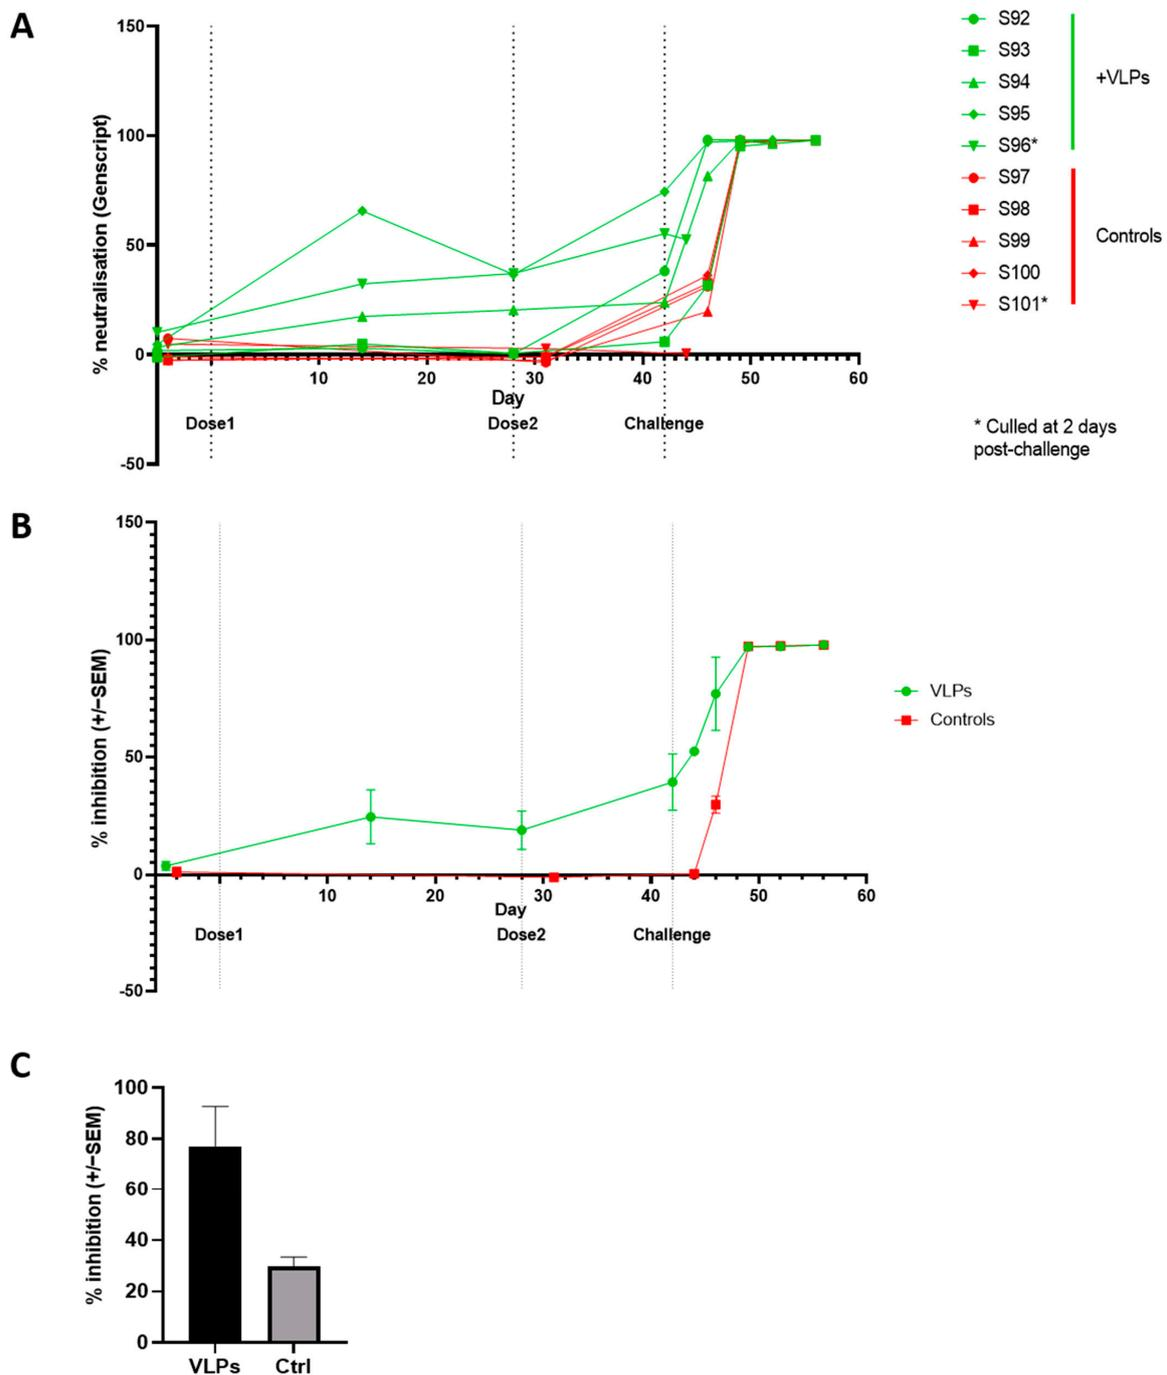 A
150
100
50
0
-50
% neutralisation (Genscript)
10
20
30
40
50
60
Day
Dose1
Dose2
Challenge
S92
S93
S94
S95
S96*
+VLPs
S97
S98
S99
S100
S101*
Controls
* Culled at 2 days
post-challenge
B
150
100
50
0
-50
% inhibition (+/−SEM)
10
20
30
40
50
60
Day
Dose1
Dose2
Challenge
VLPs
Controls
C
100
80
60
40
20
0
% inhibition (+/−SEM)
VLPs
Ctrl